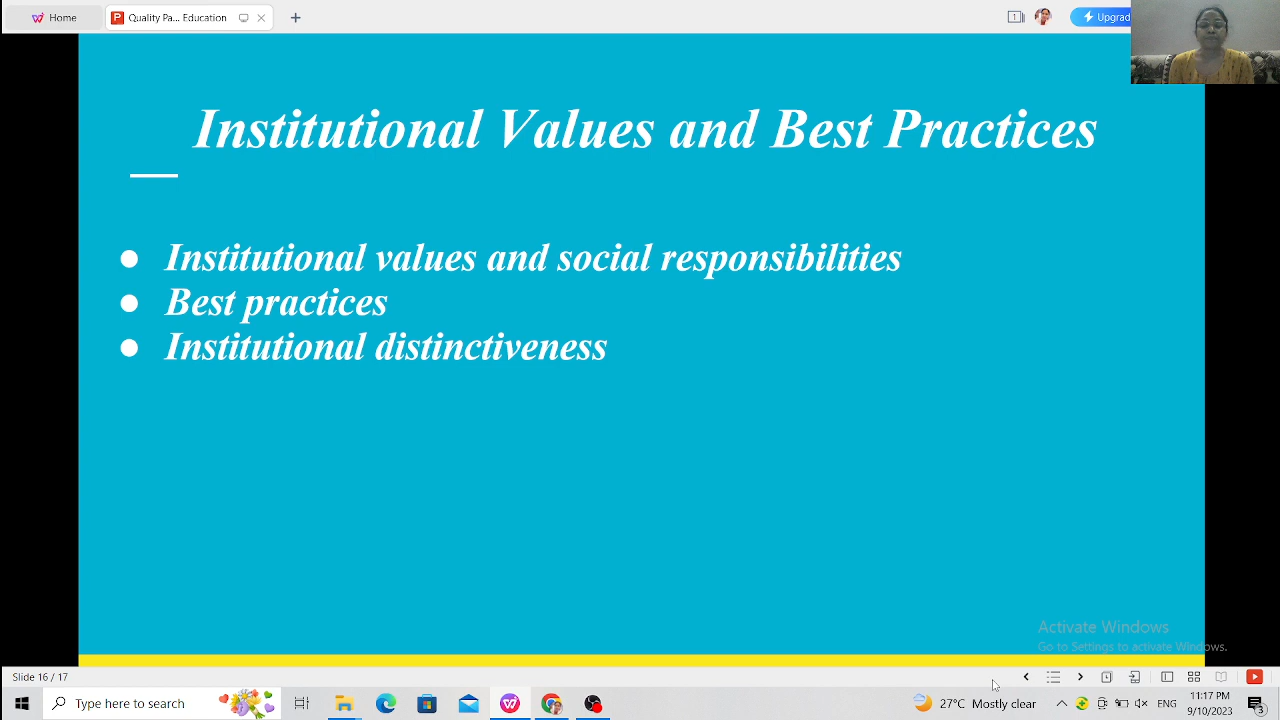 Home
Quality Pa... Education
1
Upgrad
Institutional Values and Best Practices
● Institutional values and social responsibilities
● Best practices
● Institutional distinctiveness
Activate Windows
Go to Settings to activate Windows.
Slide 16 / 17
Type here to search
27°C Mostly clear
ENG
11:17 PM
9/10/2023
3